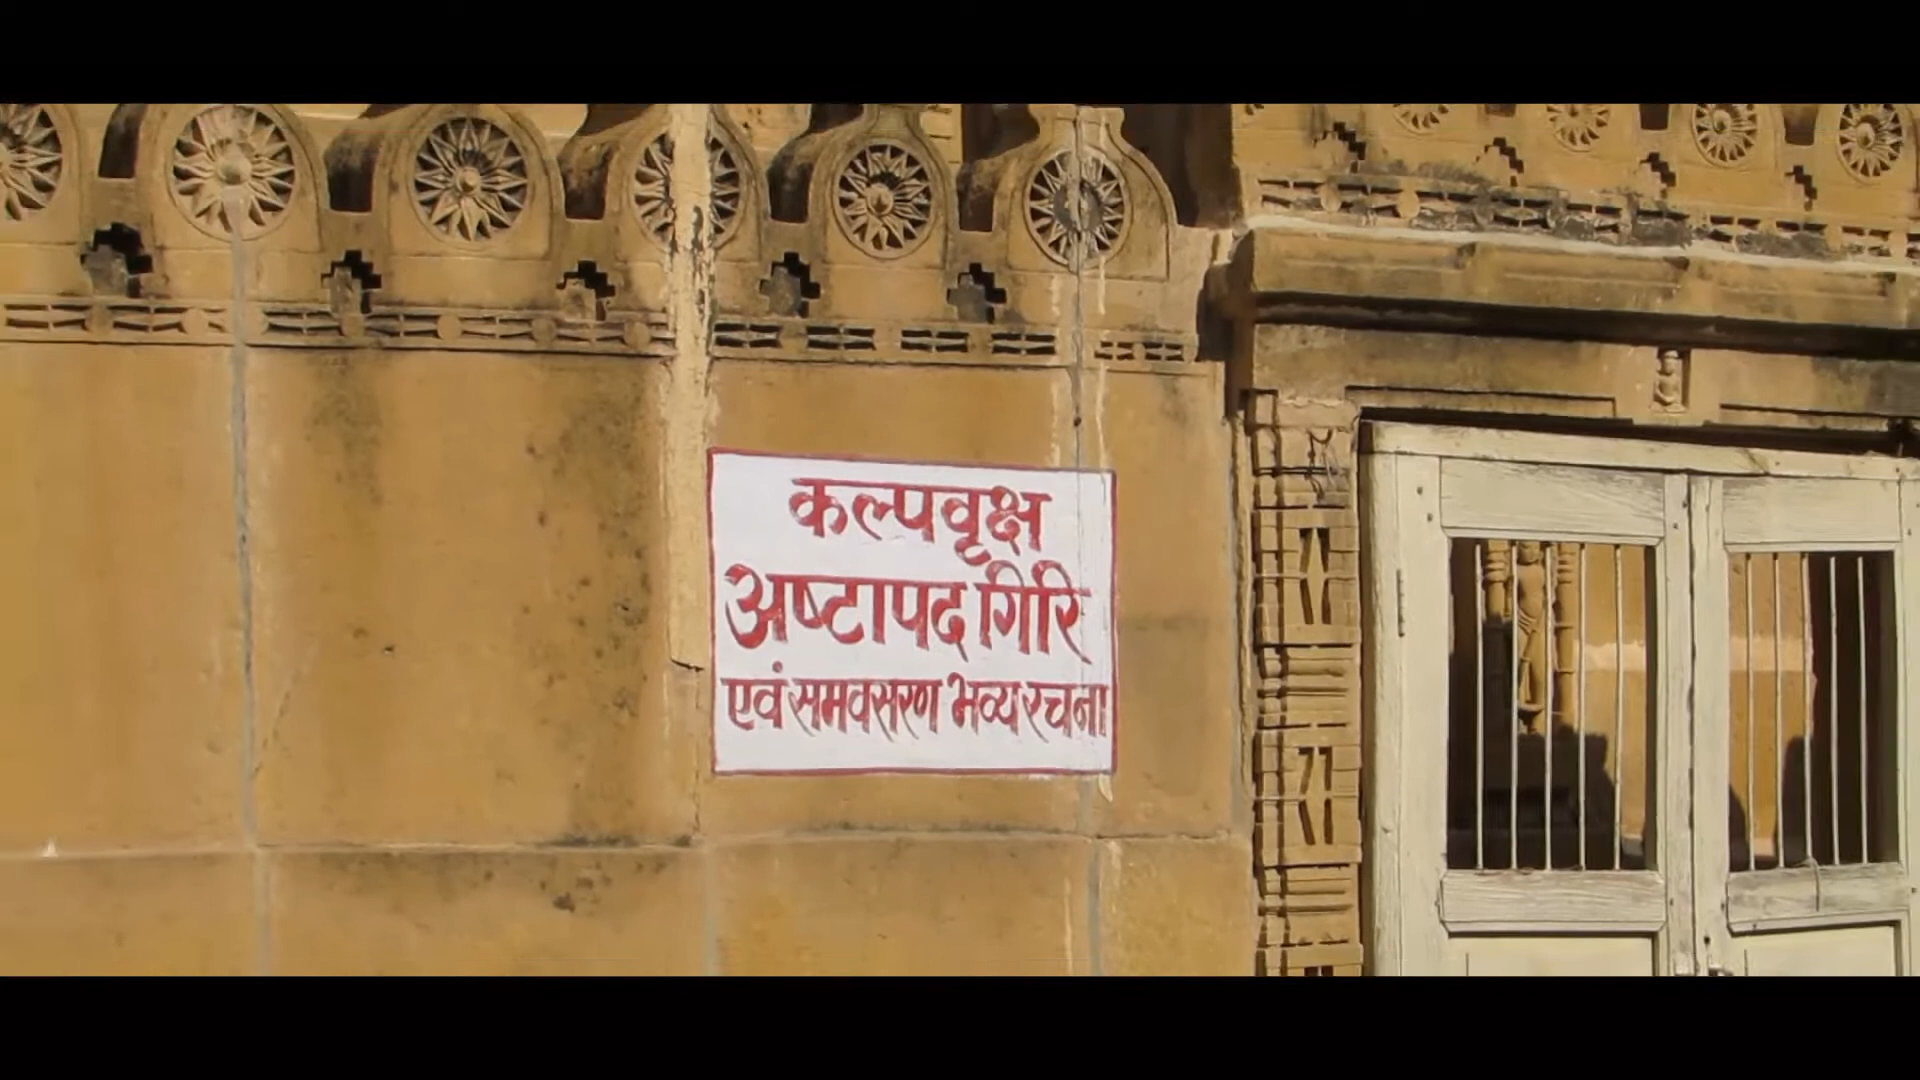 कल्पवृक्ष
अष्टापद गिरि
एवं समवसरण भव्य रचना